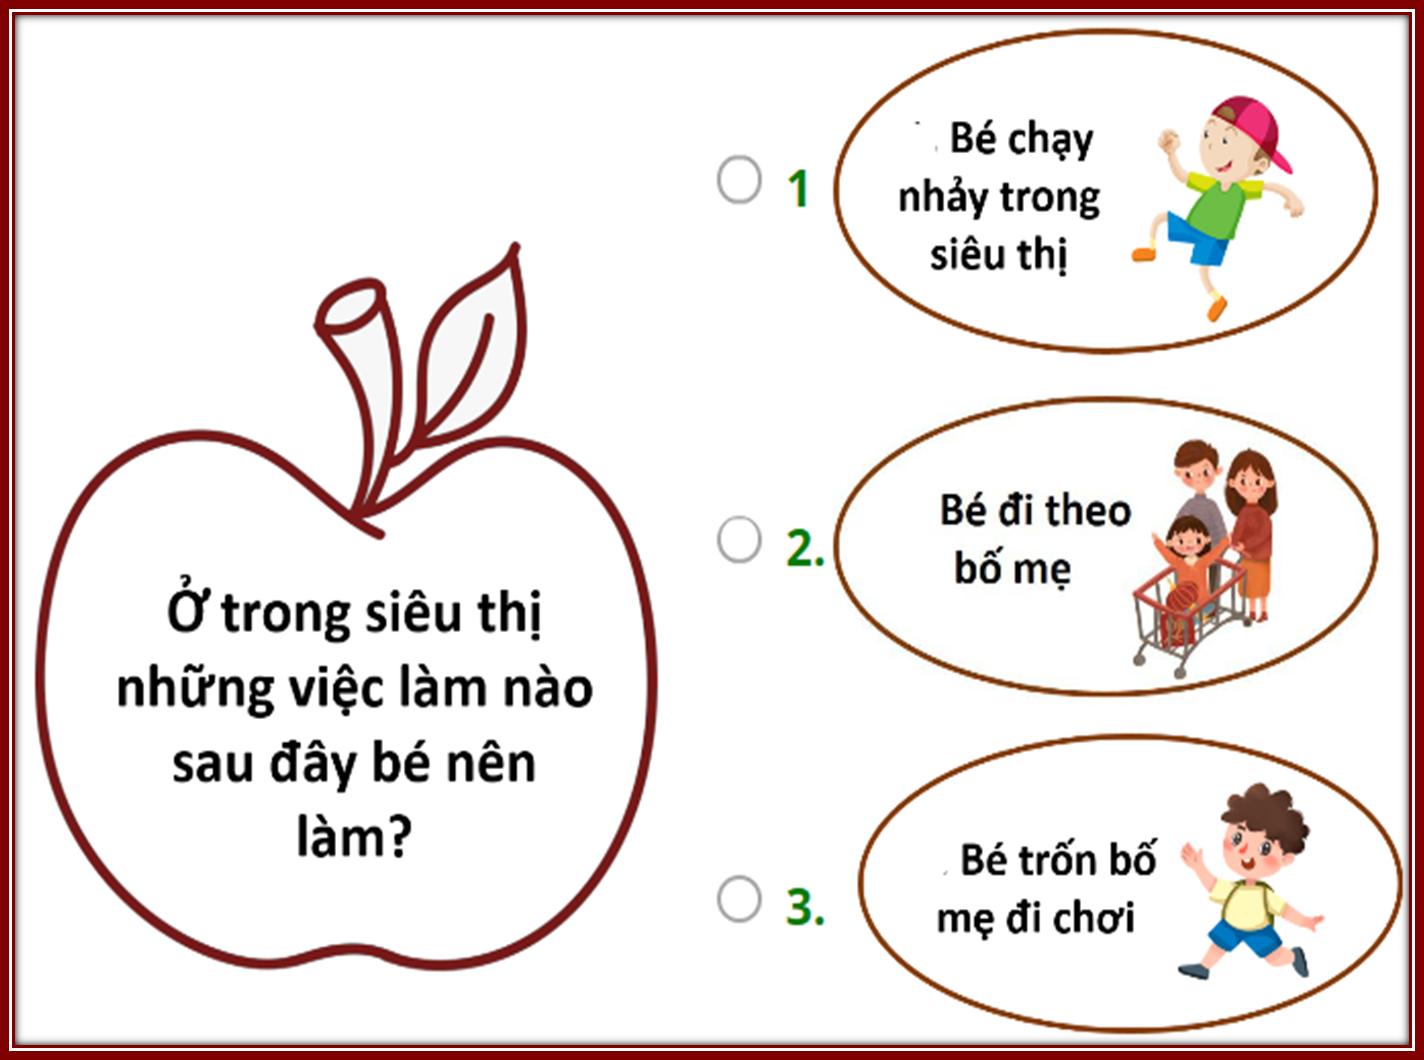 Ở trong siêu thị
những việc làm nào
sau đây bé nên
làm?
1
Bé chạy
nhảy trong
siêu thị
2.
Bé đi theo
bố mẹ
3.
Bé trốn bố
mẹ đi chơi